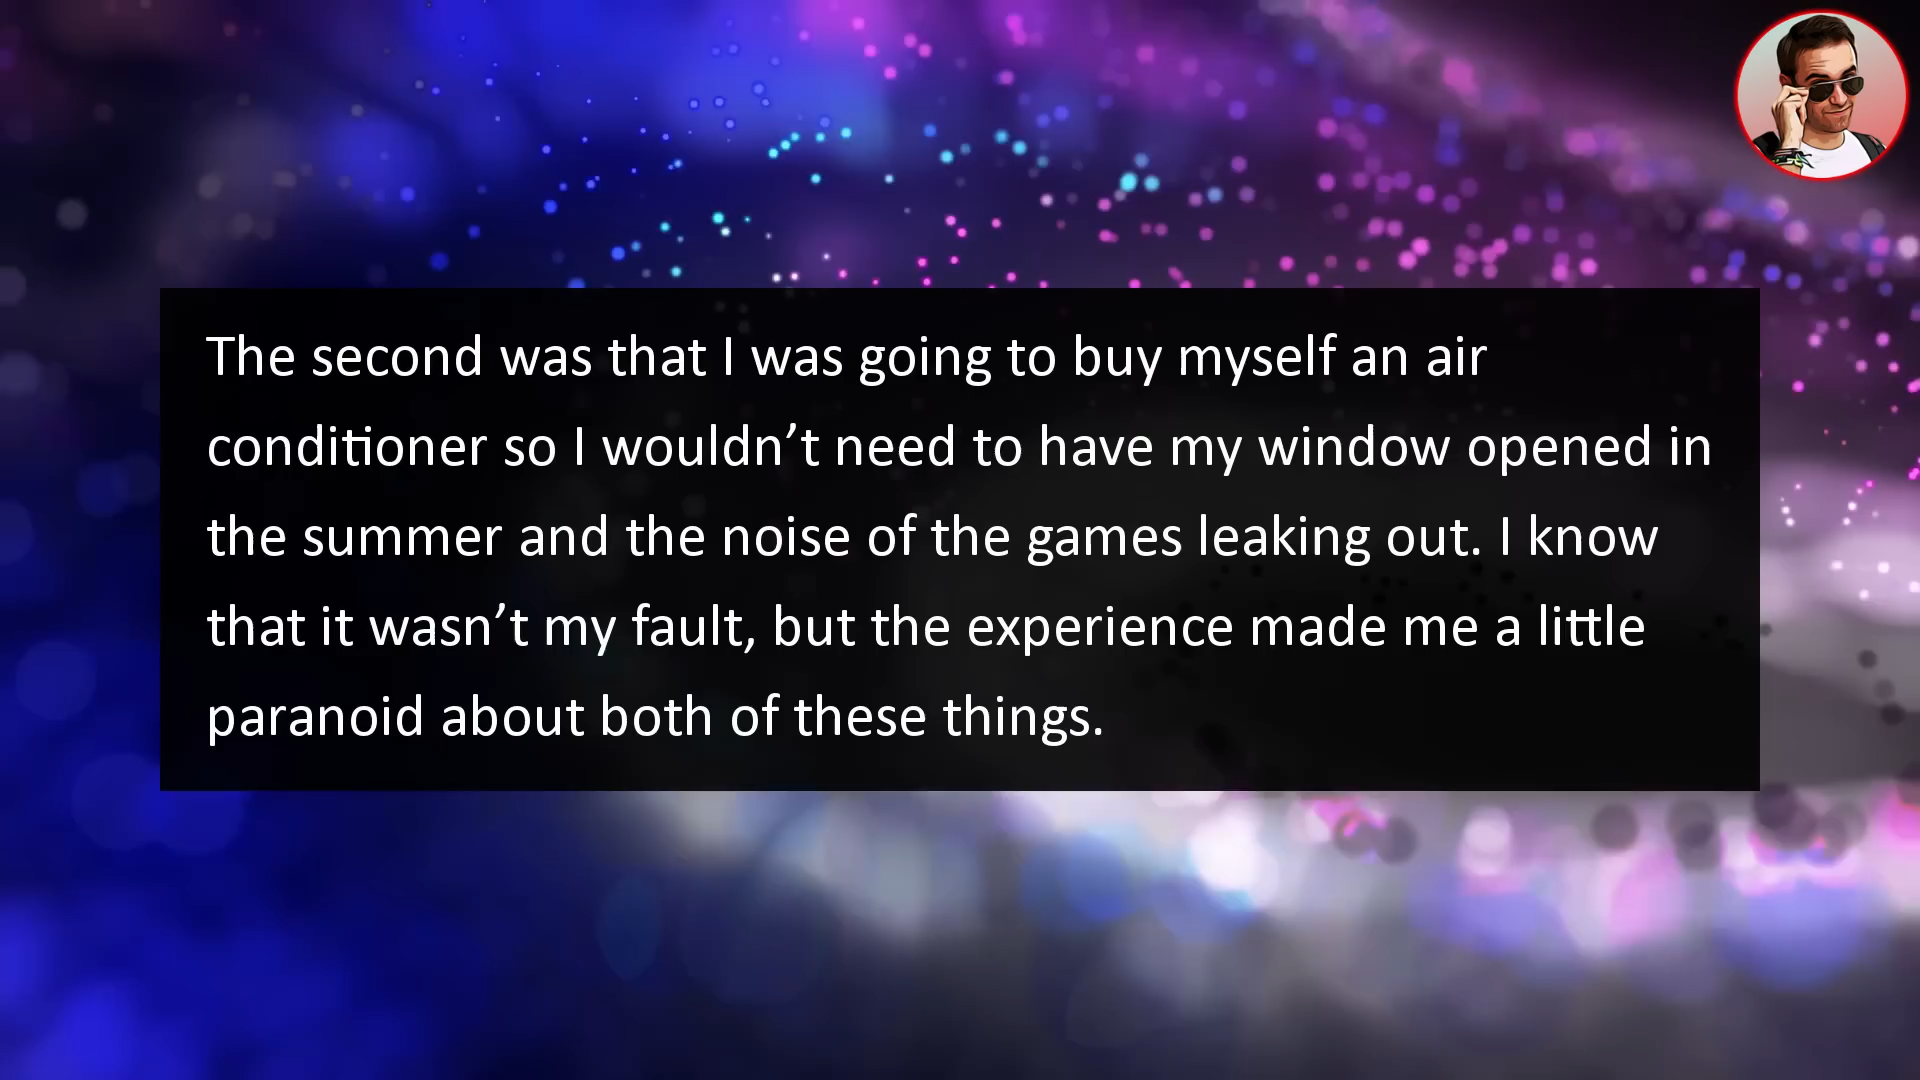 The second was that I was going to buy myself an air
conditioner so I wouldn’t need to have my window opened in
the summer and the noise of the games leaking out. I know
that it wasn’t my fault, but the experience made me a little
paranoid about both of these things.